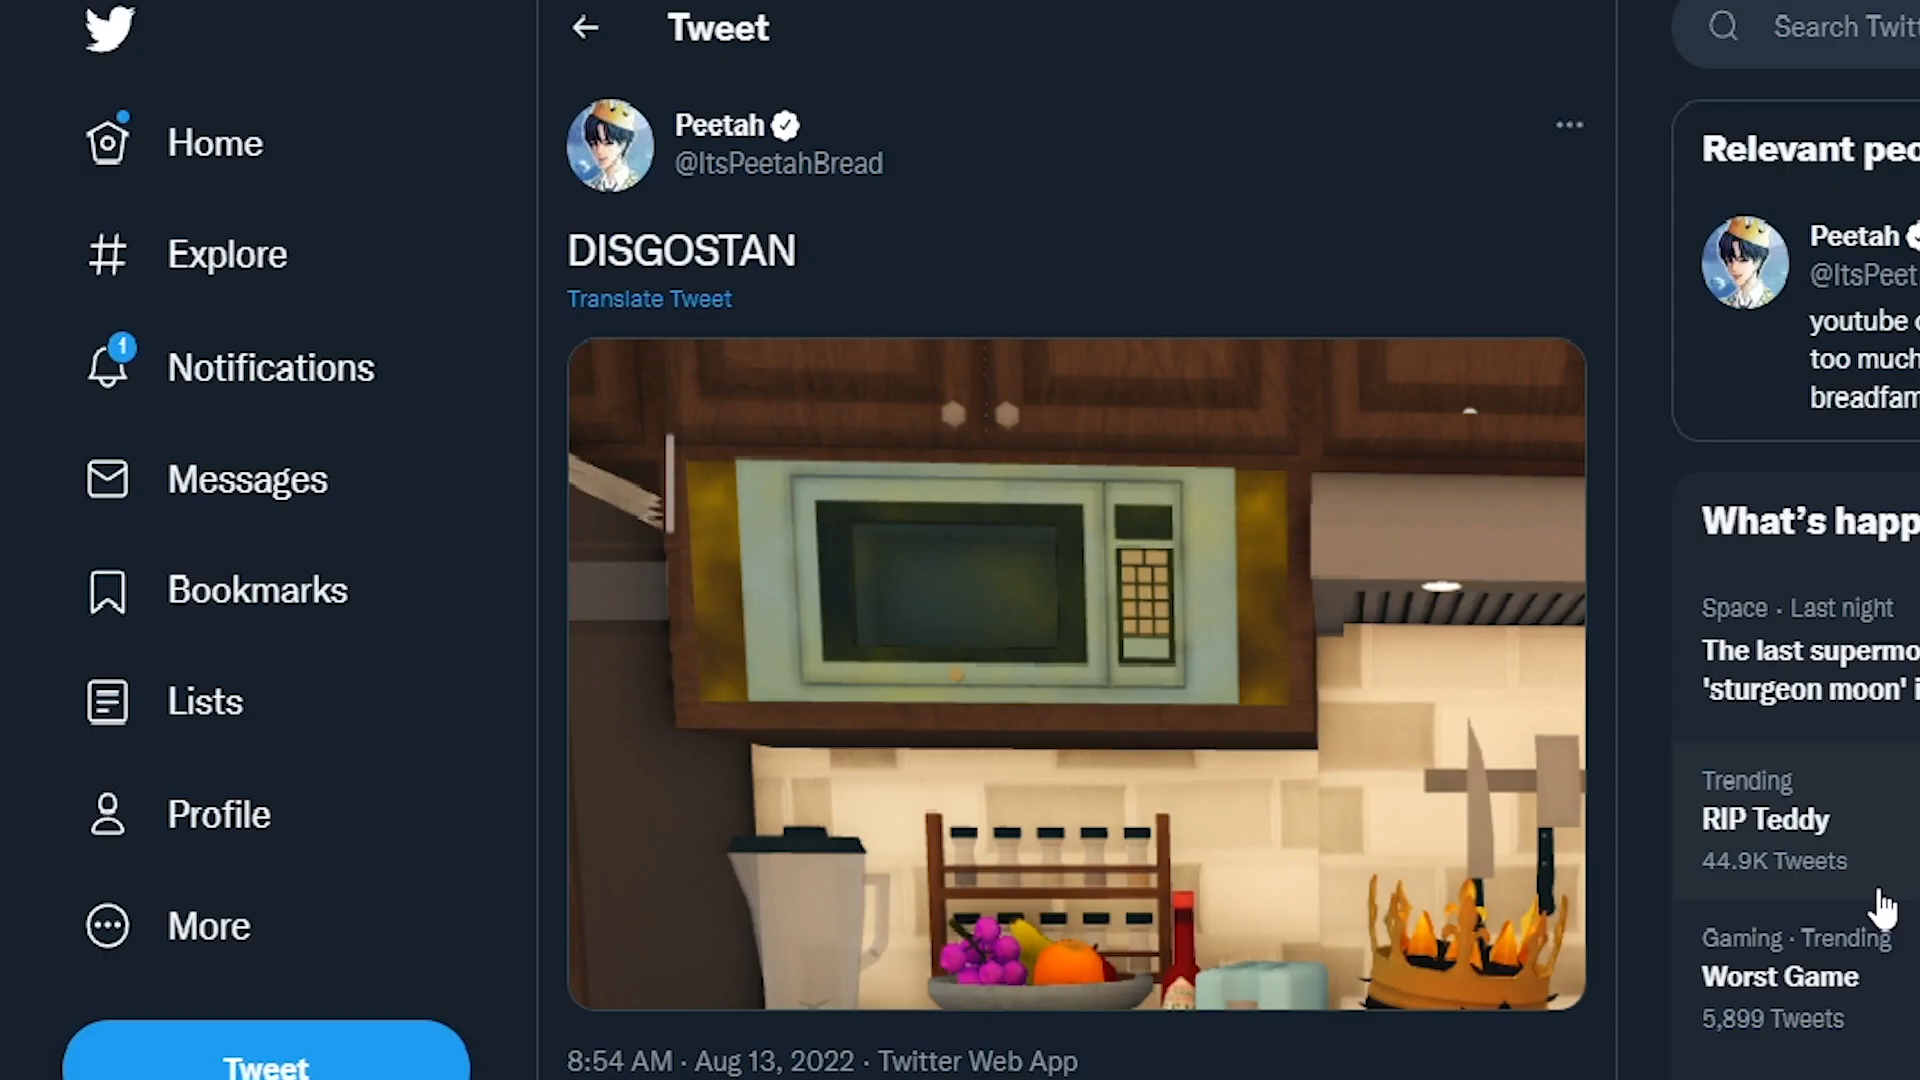 Home
Explore
1
Notifications
Messages
Bookmarks
Lists
Profile
More
Tweet
Tweet
Peetah
@ItsPeetahBread
DISGOSTAN
Translate Tweet
8:54 AM · Aug 13, 2022 · Twitter Web App
Search Twitt
Relevant peo
Peetah
@ItsPeet
youtube
too much
breadfam
What's happ
Space · Last night
The last supermo
'sturgeon moon' i
Trending
RIP Teddy
44.9K Tweets
Gaming · Trending
Worst Game
5,899 Tweets